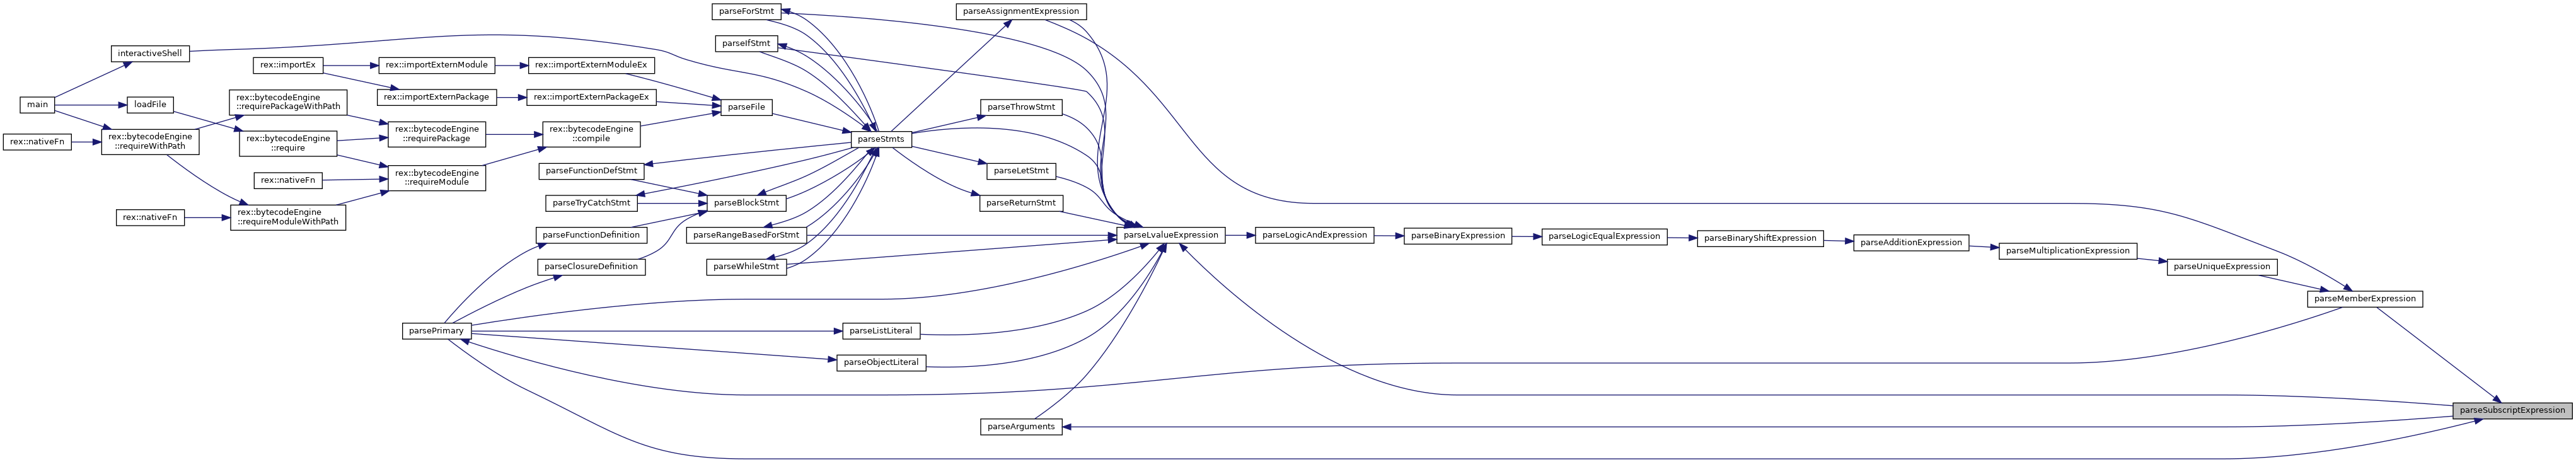 parseForStmt
parseAssignmentExpression
parseIfStmt
interactiveShell
rex::importEx
rex::importExternModule
rex::importExternModuleEx
main
loadFile
rex::bytecodeEngine
::requirePackageWithPath
rex::importExternPackage
rex::importExternPackageEx
parseFile
parseThrowStmt
rex::nativeFn
rex::bytecodeEngine
::requireWithPath
rex::bytecodeEngine
::require
rex::bytecodeEngine
::requirePackage
rex::bytecodeEngine
::compile
parseStmts
rex::nativeFn
rex::bytecodeEngine
::requireModule
parseFunctionDefStmt
parseLetStmt
rex::nativeFn
rex::bytecodeEngine
::requireModuleWithPath
parseTryCatchStmt
parseBlockStmt
parseReturnStmt
parseFunctionDefinition
parseRangeBasedForStmt
parseLvalueExpression
parseLogicAndExpression
parseBinaryExpression
parseLogicEqualExpression
parseBinaryShiftExpression
parseAdditionExpression
parseMultiplicationExpression
parseUniqueExpression
parseClosureDefinition
parseWhileStmt
parseMemberExpression
parsePrimary
parseListLiteral
parseObjectLiteral
parseArguments
parseSubscriptExpression